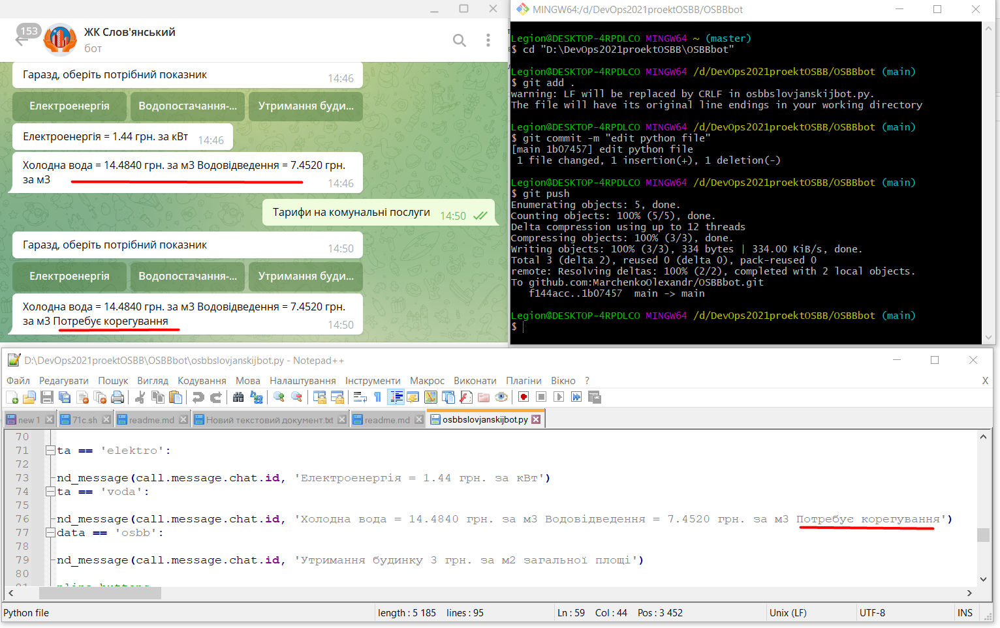 153
ЖК Слов'янський
бот
Гаразд, оберіть потрібний показник 14:46
Електроенергія Водопостачання-... Утримання буди...
Електроенергія = 1.44 грн. за кВт 14:46
Холодна вода = 14.4840 грн. за м3 Водовідведення = 7.4520 грн.
за м3 14:46
Тарифи на комунальні послуги 14:50
Гаразд, оберіть потрібний показник 14:50
Електроенергія Водопостачання-... Утримання буди...
Холодна вода = 14.4840 грн. за м3 Водовідведення = 7.4520 грн.
за м3 Потребує корегування 14:50
MINGW64:/d/DevOps2021proektOSBB/OSBBbot
Legion@DESKTOP-4RPDLCO MINGW64 ~ (master)
$ cd "D:\DevOps2021proektOSBB\OSBBbot"
Legion@DESKTOP-4RPDLCO MINGW64 /d/DevOps2021proektOSBB/OSBBbot (main)
$ git add .
warning: LF will be replaced by CRLF in osbbslovjanskijbot.py.
The file will have its original line endings in your working directory
Legion@DESKTOP-4RPDLCO MINGW64 /d/DevOps2021proektOSBB/OSBBbot (main)
$ git commit -m "edit python file"
[main 1b07457] edit python file
1 file changed, 1 insertion(+), 1 deletion(-)
Legion@DESKTOP-4RPDLCO MINGW64 /d/DevOps2021proektOSBB/OSBBbot (main)
$ git push
Enumerating objects: 5, done.
Counting objects: 100% (5/5), done.
Delta compression using up to 12 threads
Compressing objects: 100% (3/3), done.
Writing objects: 100% (3/3), 334 bytes | 334.00 KiB/s, done.
Total 3 (delta 2), reused 0 (delta 0), pack-reused 0
remote: Resolving deltas: 100% (2/2), completed with 2 local objects.
To github.com:MarchenkoOlexandr/OSBBbot.git
f144acc..1b07457 main -> main
Legion@DESKTOP-4RPDLCO MINGW64 /d/DevOps2021proektOSBB/OSBBbot (main)
$
D:\DevOps2021proektOSBB\OSBBbot\osbbslovjanskijbot.py - Notepad++
Файл Редагувати Пошук Вигляд Кодування Мова Налаштування Інструменти Макрос Виконати Плагіни Вікно ? X
new 1 71c.sh readme.md Новий текстовий документ.txt readme.md osbbslovjanskijbot.py
70
71 ta == 'elektro':
72
73 nd_message(call.message.chat.id, 'Електроенергія = 1.44 грн. за кВт')
74 ta == 'voda':
75
76 nd_message(call.message.chat.id, 'Холодна вода = 14.4840 грн. за м3 Водовідведення = 7.4520 грн. за м3 Потребує корегування')
77 data == 'osbb':
78
79 nd_message(call.message.chat.id, 'Утримання будинку 3 грн. за м2 загальної площі')
80
Python file length : 5 185 lines : 95 Ln : 59 Col : 44 Pos : 3 452 Unix (LF) UTF-8 INS